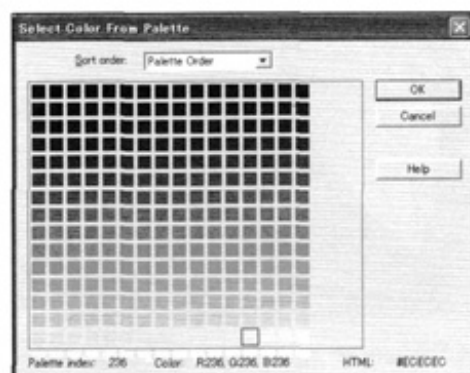 Select Color From Palette
Sort order: Palette Order
OK
Cancel
Help
Palette index: 236 Color: R236, G236, B236 HTML: #ECECEC